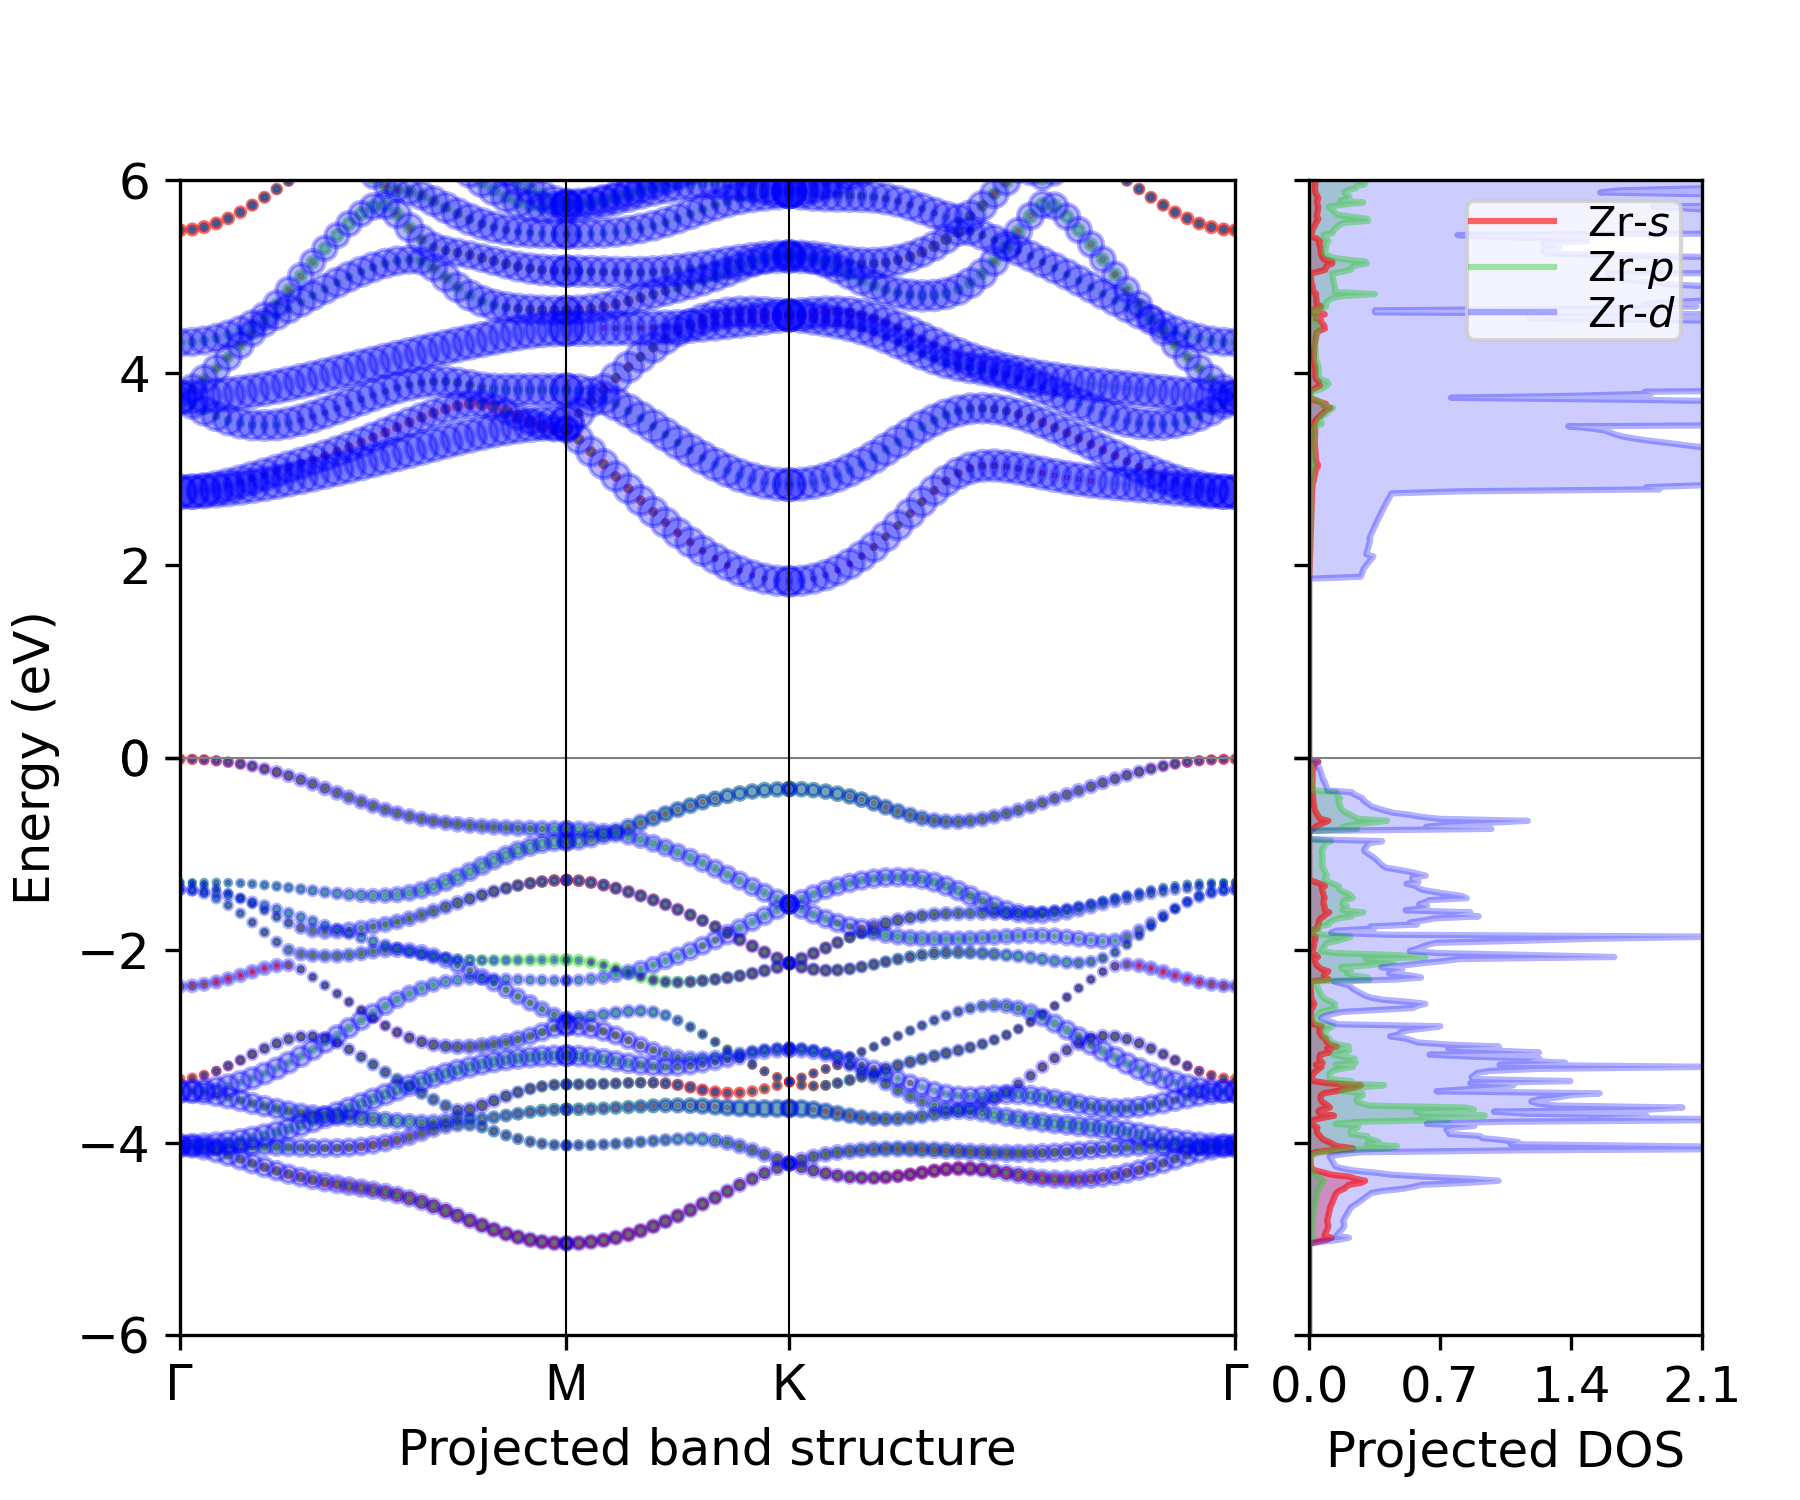 Energy (eV)
6
4
2
0
−2
−4
−6
Γ M K Γ
Projected band structure
Zr-s
Zr-p
Zr-d
0.0 0.7 1.4 2.1
Projected DOS